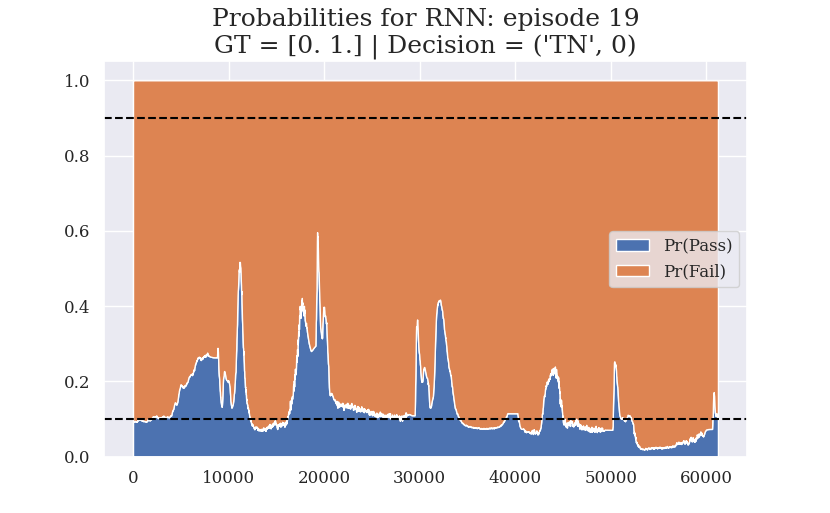 Probabilities for RNN: episode 19
GT = [0. 1.] | Decision = ('TN', 0)
1.0
0.8
0.6
0.4
0.2
0.0
Pr(Pass)
Pr(Fail)
0 10000 20000 30000 40000 50000 60000